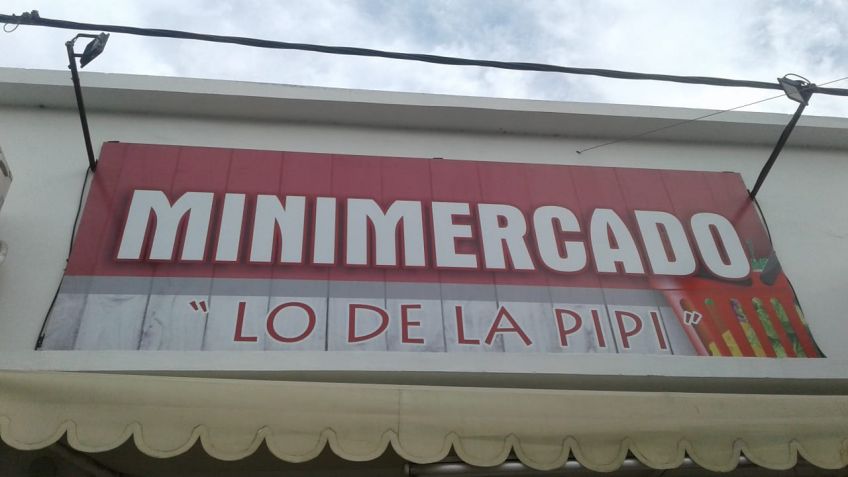 MINIMERCADO
“LO DE LA PIPI”